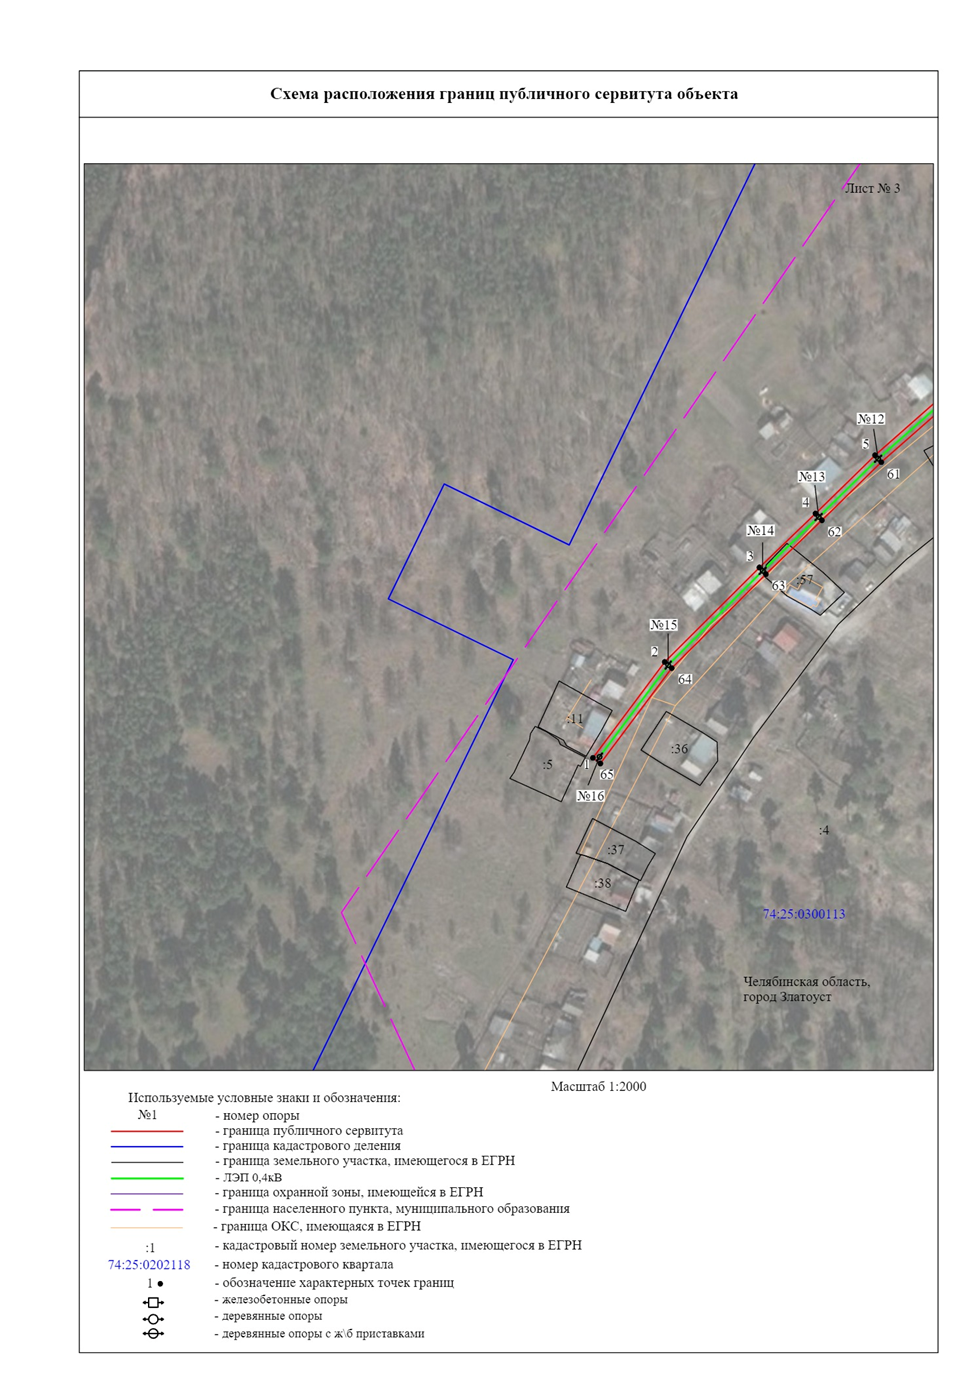 Схема расположения границ публичного сервитута объекта
Лист № 3
№12
5
61
№13
4
62
№14
3
63
:57
№15
2
64
:11
:36
:5
1
65
№16
:37
:4
:38
74:25:0300113
Челябинская область,
город Златоуст
Масштаб 1:2000
Используемые условные знаки и обозначения:
№1 - номер опоры
- граница публичного сервитута
- граница кадастрового деления
- граница земельного участка, имеющегося в ЕГРН
- ЛЭП 0,4кВ
- граница охранной зоны, имеющейся в ЕГРН
- граница населенного пункта, муниципального образования
- граница ОКС, имеющаяся в ЕГРН
:1 - кадастровый номер земельного участка, имеющегося в ЕГРН
74:25:0202118 - номер кадастрового квартала
1 - обозначение характерных точек границ
- железобетонные опоры
- деревянные опоры
- деревянные опоры с ж\б приставками